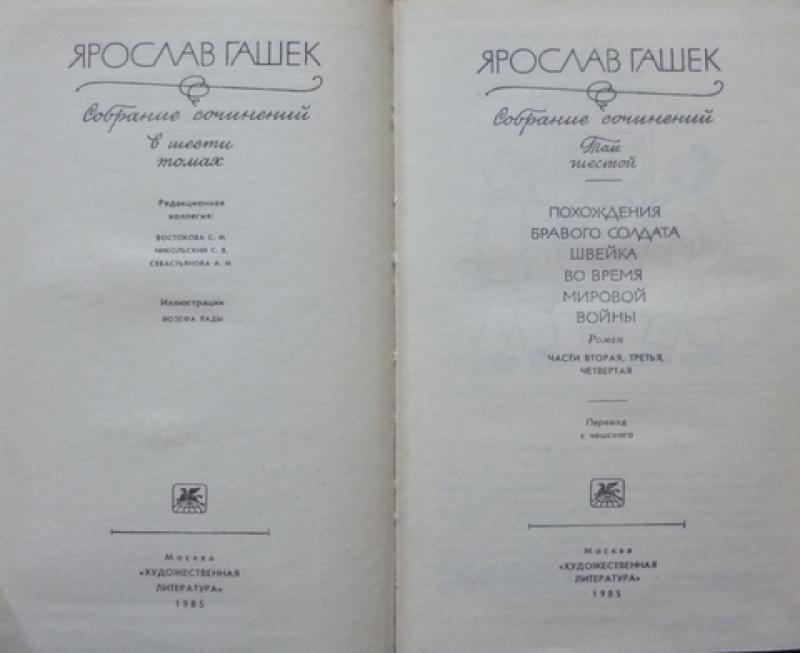 ЯРОСЛАВ ГАШЕК
Собрание сочинений
в шести
томах
Редакционная
коллегия:
ВОСТОКОВА С. И.
НИКОЛЬСКИЙ С. В.
СЕВАСТЬЯНОВА А. И.
Иллюстрации
ЙОЗЕФА ЛАДЫ
Москва
«ХУДОЖЕСТВЕННАЯ
ЛИТЕРАТУРА»
1985
ЯРОСЛАВ ГАШЕК
Собрание сочинений
Том
шестой
ПОХОЖДЕНИЯ
БРАВОГО СОЛДАТА
ШВЕЙКА
ВО ВРЕМЯ
МИРОВОЙ
ВОЙНЫ
Роман
ЧАСТИ ВТОРАЯ, ТРЕТЬЯ,
ЧЕТВЕРТАЯ
Перевод
с чешского
Москва
«ХУДОЖЕСТВЕННАЯ
ЛИТЕРАТУРА»
1985